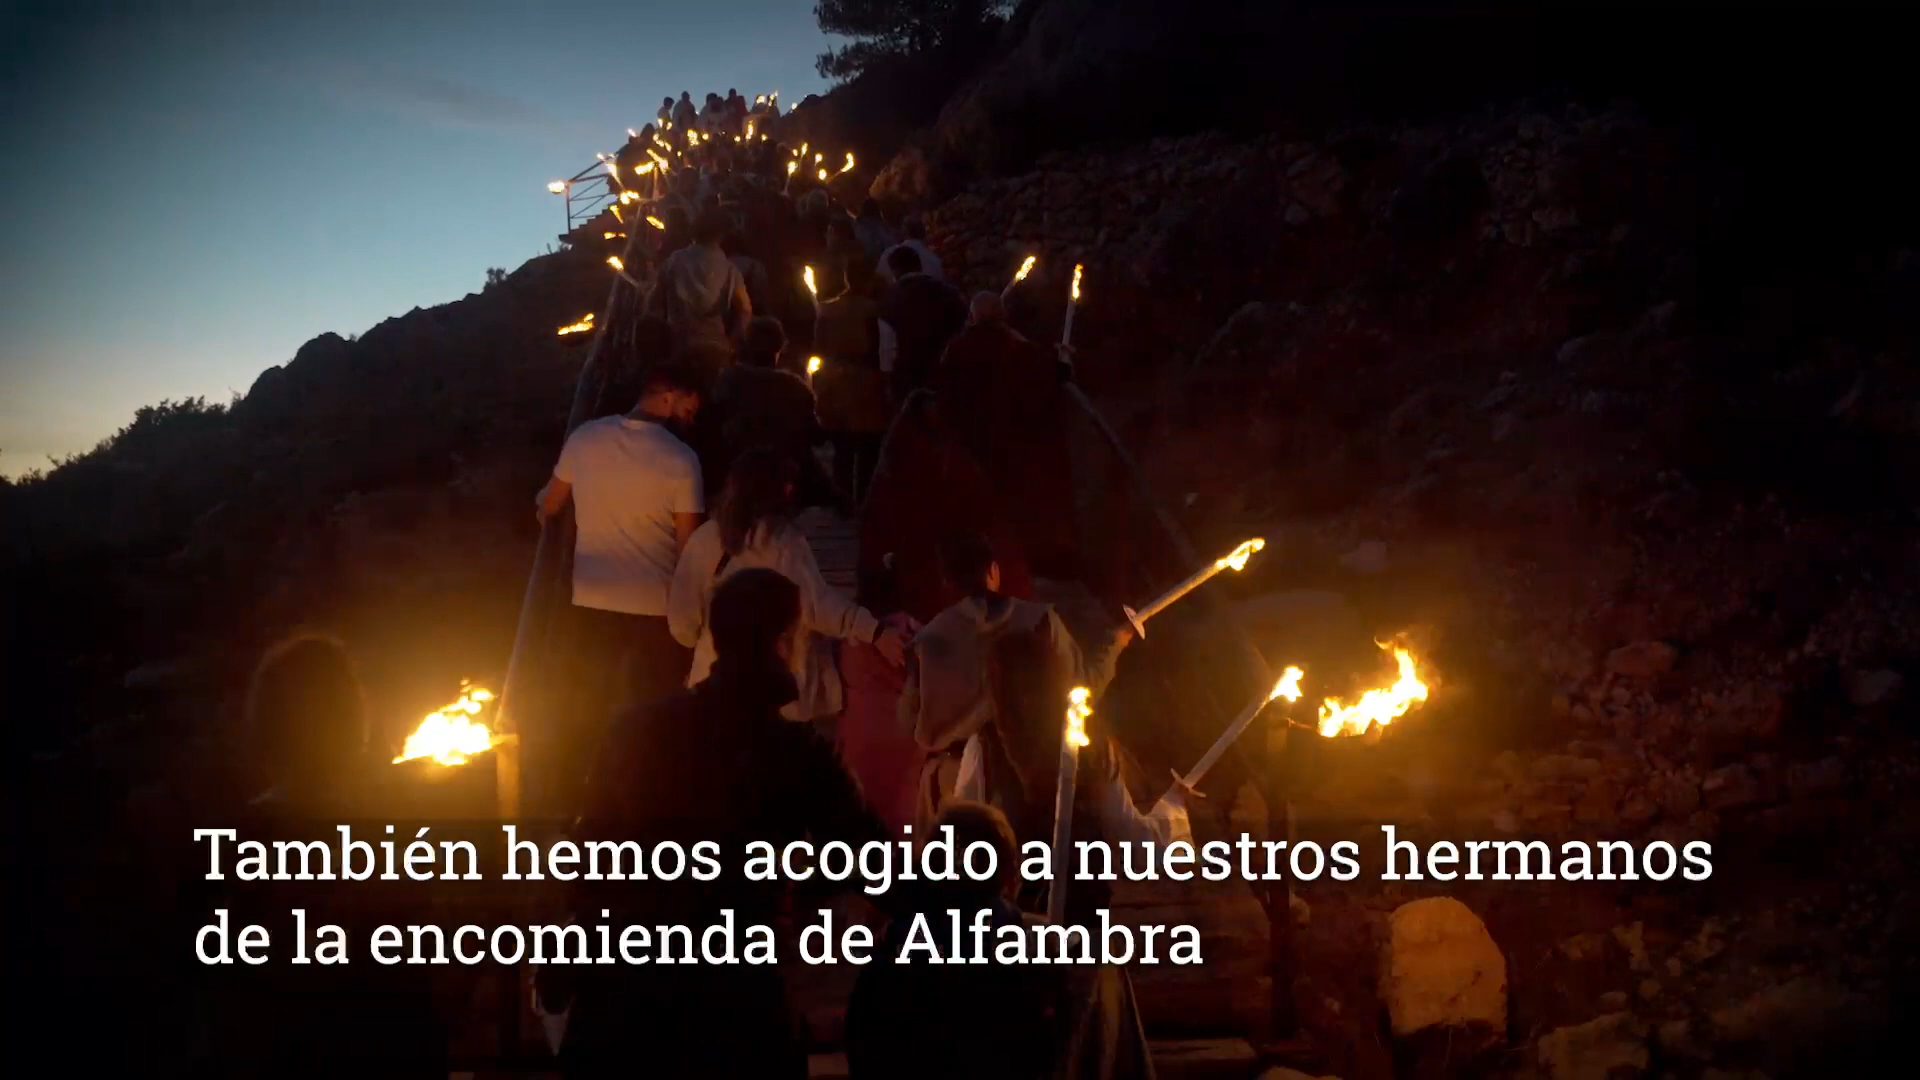 También hemos acogido a nuestros hermanos
de la encomienda de Alfambra